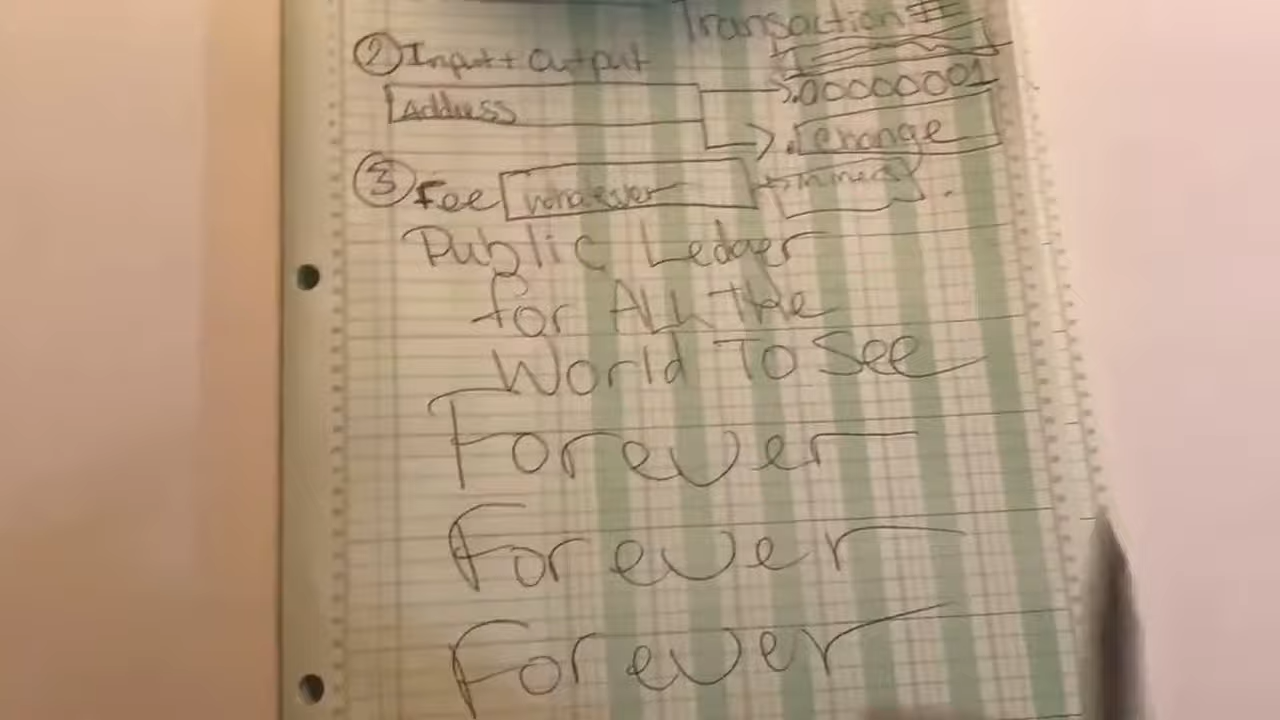 Transaction #
② Input + Output
Address
.00000001
.change
③ Fee whatever miners
Public Ledger
for ALL The
World To See
Forever
Forever
Forever